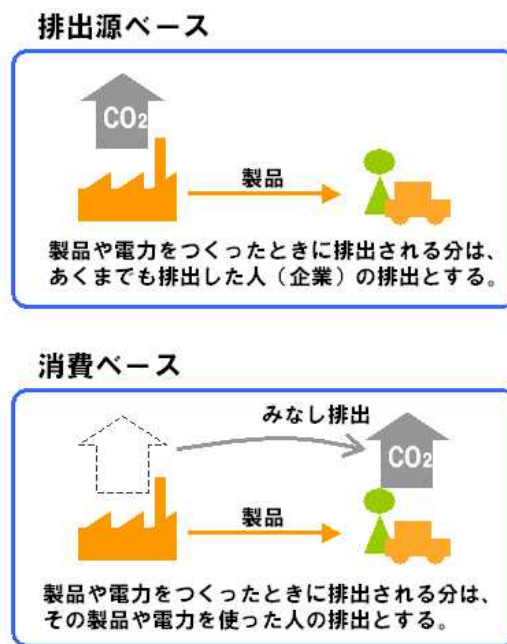 排出源ベース
CO₂
製品
製品や電力をつくったときに排出される分は、
あくまでも排出した人（企業）の排出とする。
消費ベース
みなし排出
CO₂
製品
製品や電力をつくったときに排出される分は、
その製品や電力を使った人の排出とする。